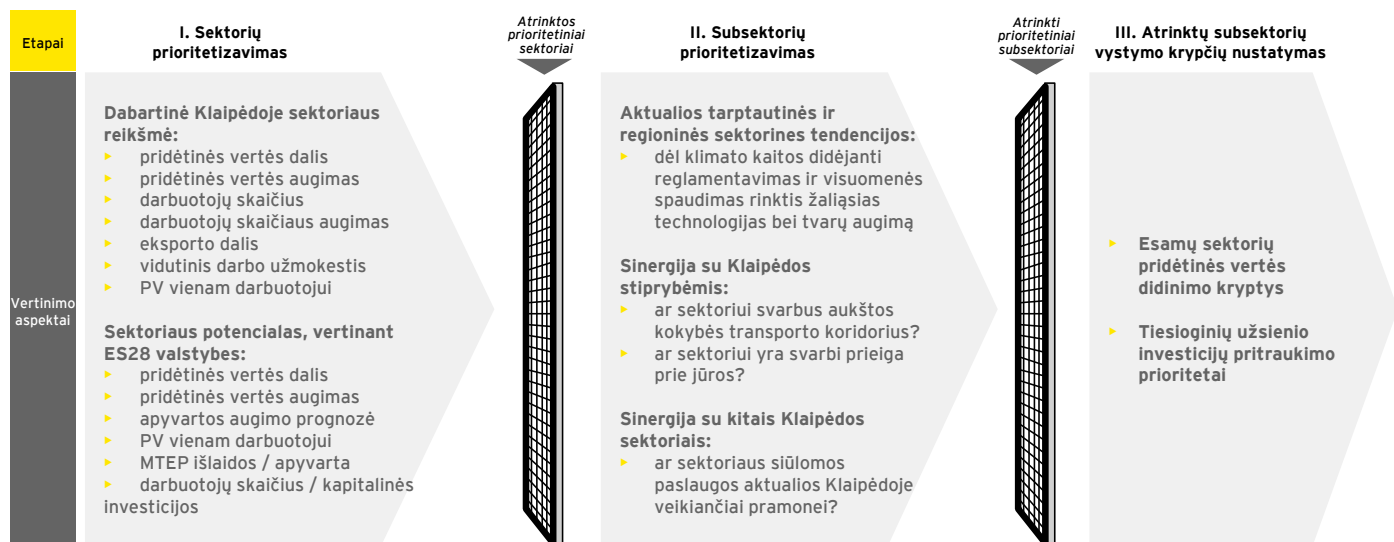 Etapai
I. Sektorių
prioritetizavimas
Atrinktos
prioritetiniai
sektoriai
II. Subsektorių
prioritetizavimas
Atrinkti
prioritetiniai
subsektoriai
III. Atrinktų subsektorių
vystymo krypčių nustatymas
Vertinimo
aspektai
Dabartinė Klaipėdoje sektoriaus
reikšmė:
▸ pridėtinės vertės dalis
▸ pridėtinės vertės augimas
▸ darbuotojų skaičius
▸ darbuotojų skaičiaus augimas
▸ eksporto dalis
▸ vidutinis darbo užmokestis
▸ PV vienam darbuotojui
Sektoriaus potencialas, vertinant
ES28 valstybes:
▸ pridėtinės vertės dalis
▸ pridėtinės vertės augimas
▸ apyvartos augimo prognozė
▸ PV vienam darbuotojui
▸ MTEP išlaidos / apyvarta
▸ darbuotojų skaičius / kapitalinės
investicijos
Aktualios tarptautinės ir
regioninės sektorines tendencijos:
▸ dėl klimato kaitos didėjanti
reglamentavimas ir visuomenės
spaudimas rinktis žaliąsias
technologijas bei tvarų augimą
Sinergija su Klaipėdos
stiprybėmis:
▸ ar sektoriui svarbus aukštos
kokybės transporto koridorius?
▸ ar sektoriui yra svarbi prieiga
prie jūros?
Sinergija su kitais Klaipėdos
sektoriais:
▸ ar sektoriaus siūlomos
paslaugos aktualios Klaipėdoje
veikiančiai pramonei?
▸ Esamų sektorių
pridėtinės vertės
didinimo kryptys
▸ Tiesioginių užsienio
investicijų pritraukimo
prioritetai